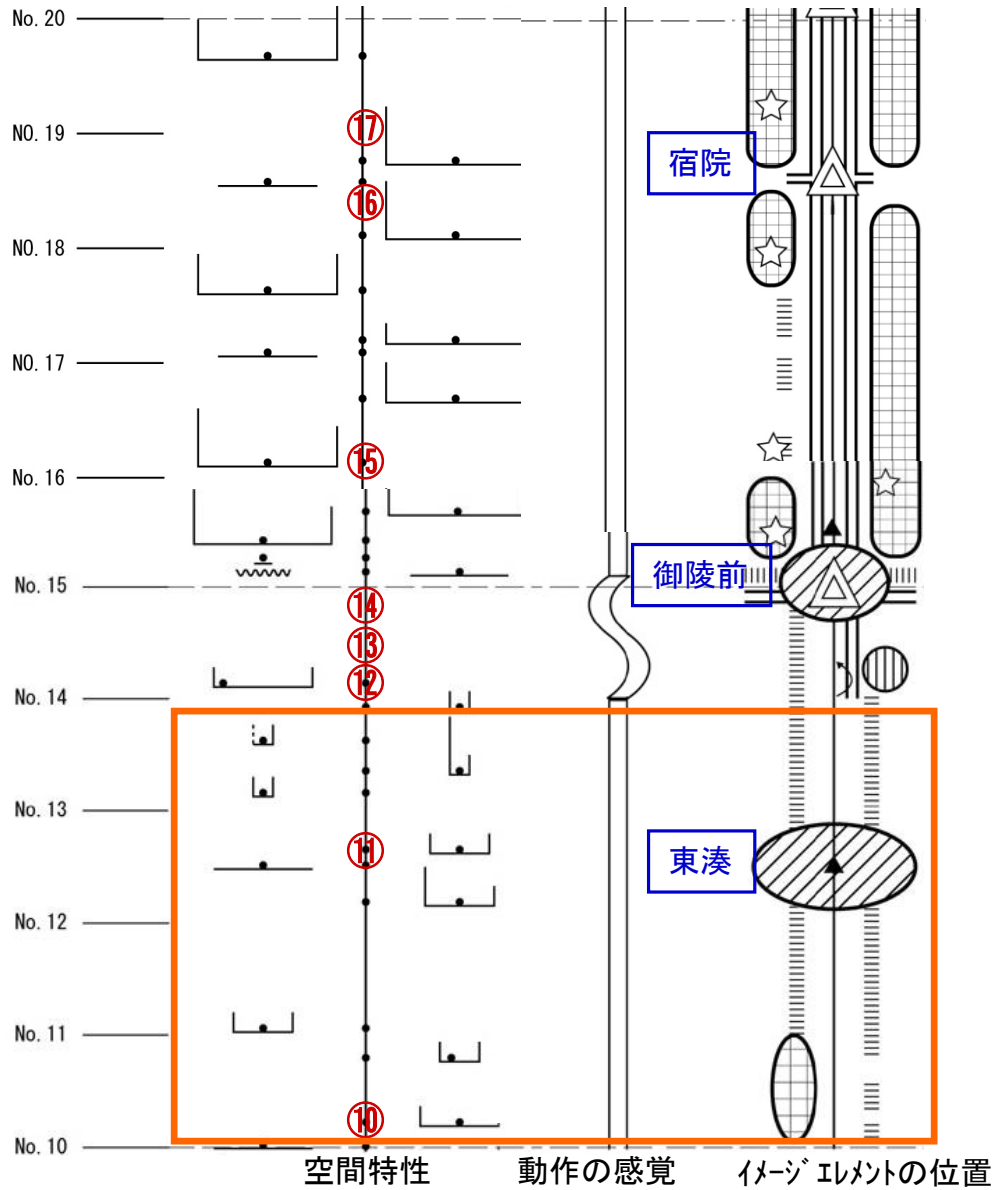 No. 20
⑰
NO. 19
宿院
⑯
NO. 18
NO. 17
⑮
No. 16
No. 15
御陵前
⑭
⑬
⑫
No. 14
No. 13
⑪
東湊
No. 12
No. 11
⑩
No. 10
空間特性 動作の感覚 イメージエレメントの位置